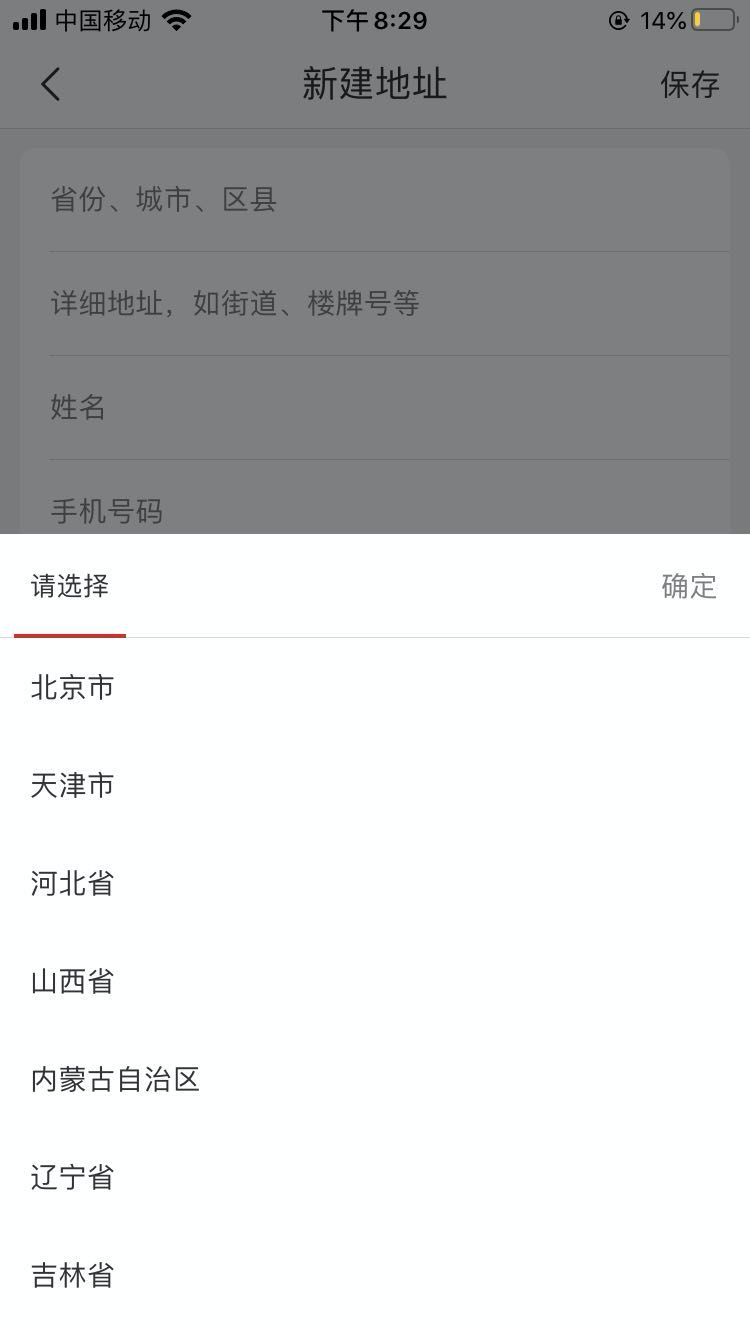 中国移动 下午8:29 14%
新建地址 保存
省份、城市、区县
详细地址，如街道、楼牌号等
姓名
手机号码
请选择 确定
北京市
天津市
河北省
山西省
内蒙古自治区
辽宁省
吉林省